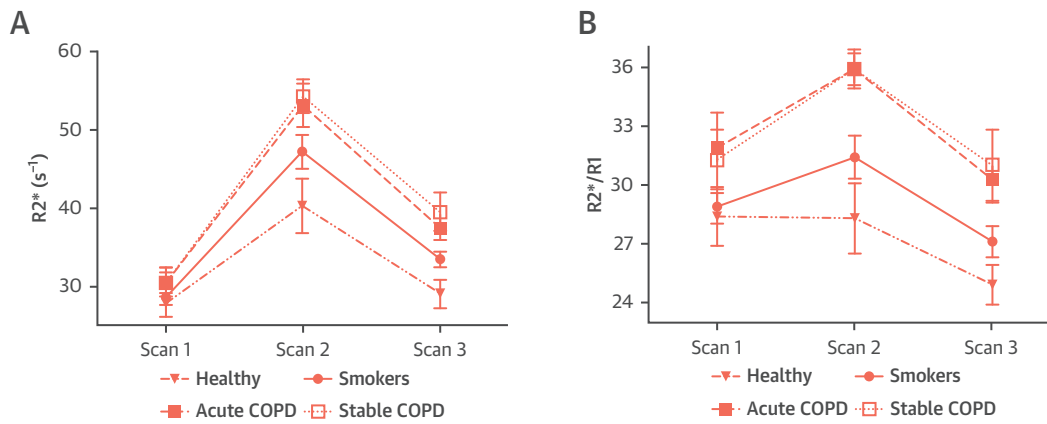 A
60
50
40
30
R2* (s⁻¹)
Scan 1 Scan 2 Scan 3
Healthy Smokers
Acute COPD Stable COPD
B
36
33
30
27
24
R2*/R1
Scan 1 Scan 2 Scan 3
Healthy Smokers
Acute COPD Stable COPD